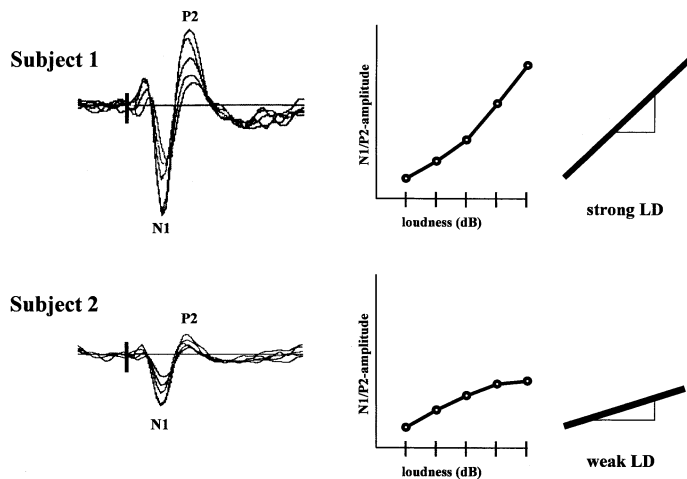 P2
Subject 1
N1
N1/P2-amplitude
loudness (dB)
strong LD
Subject 2
P2
N1
N1/P2-amplitude
loudness (dB)
weak LD